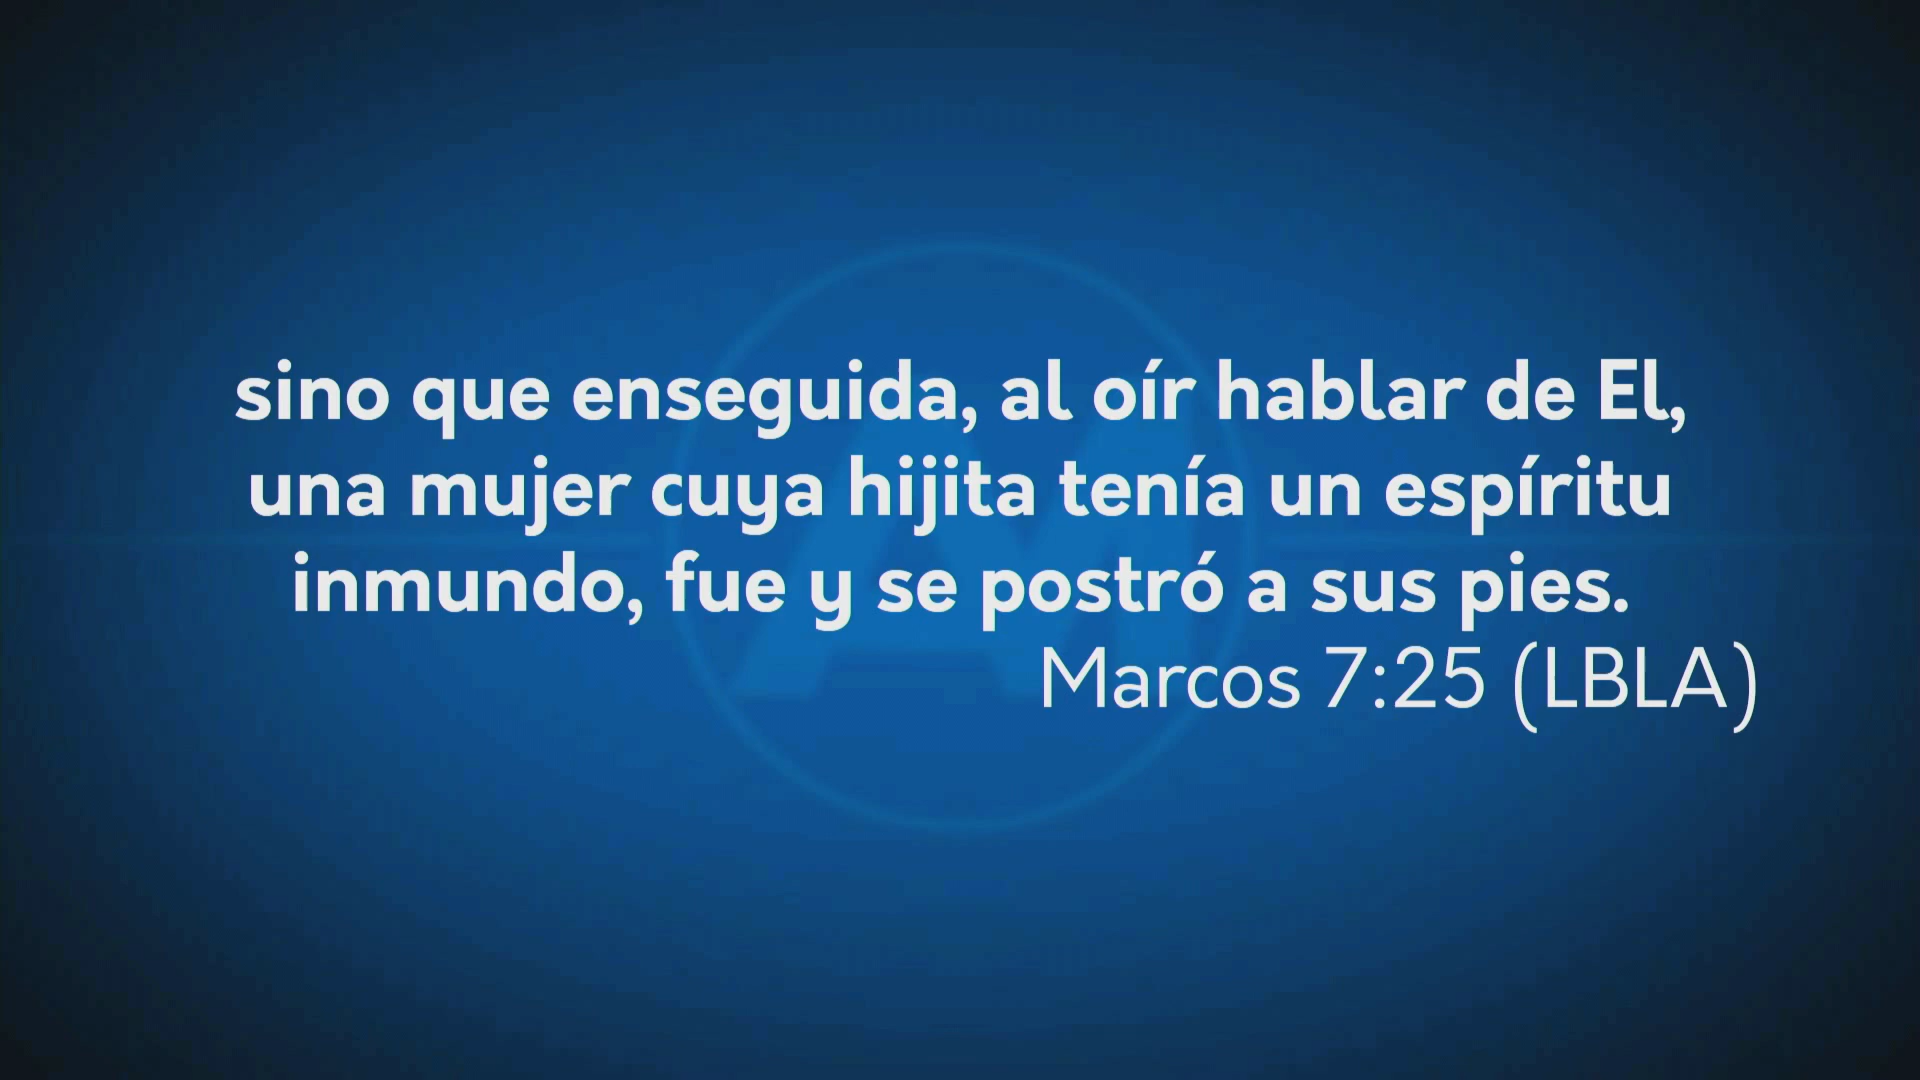 sino que enseguida, al oír hablar de El,
una mujer cuya hijita tenía un espíritu
inmundo, fue y se postró a sus pies.
Marcos 7:25 (LBLA)